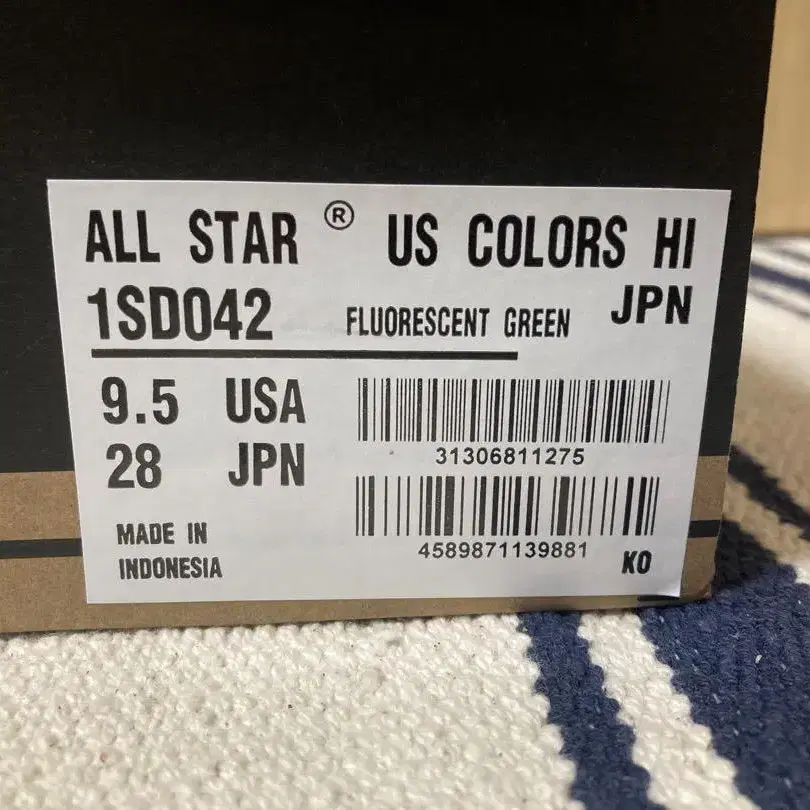 ALL STAR ® US COLORS HI
1SD042 FLUORESCENT GREEN JPN
9.5 USA
28 JPN
31306811275
4589871139881
MADE IN
INDONESIA
KO